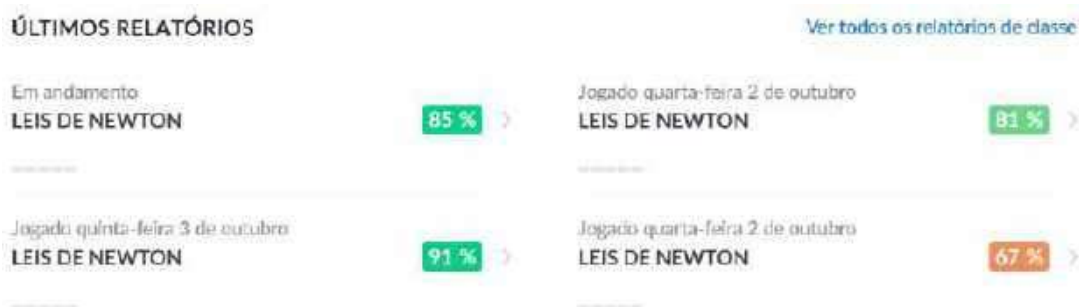 ÚLTIMOS RELATÓRIOS
Ver todos os relatórios de classe
Em andamento
LEIS DE NEWTON
85 %
Jogado quarta-feira 2 de outubro
LEIS DE NEWTON
81 %
Jogado quinta-feira 3 de outubro
LEIS DE NEWTON
91 %
Jogado quarta-feira 2 de outubro
LEIS DE NEWTON
67 %